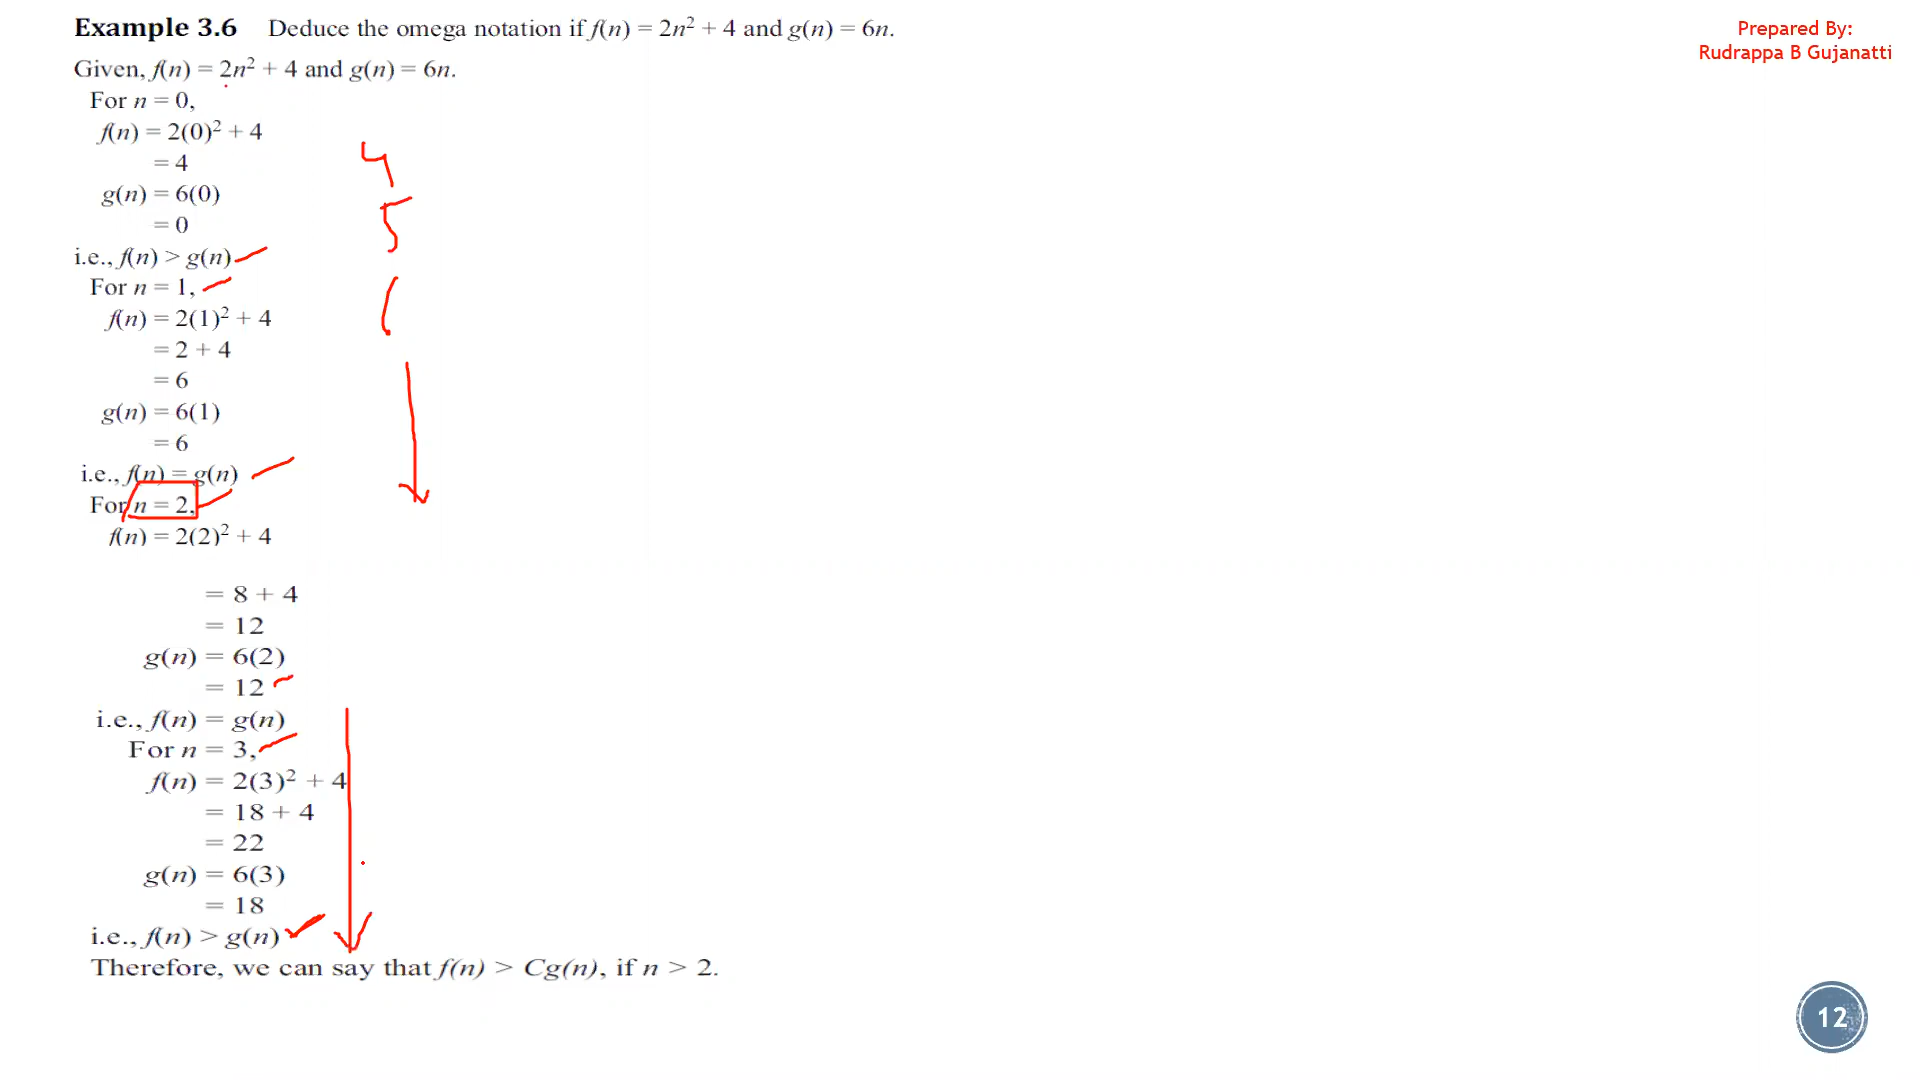 Example 3.6 Deduce the omega notation if f(n) = 2n² + 4 and g(n) = 6n.
Prepared By:
Rudrappa B Gujanatti
Given, f(n) = 2n² + 4 and g(n) = 6n.
For n = 0,
f(n) = 2(0)² + 4
= 4
g(n) = 6(0)
= 0
i.e., f(n) > g(n)
For n = 1,
f(n) = 2(1)² + 4
= 2 + 4
= 6
g(n) = 6(1)
= 6
i.e., f(n) = g(n)
For n = 2,
f(n) = 2(2)² + 4
= 8 + 4
= 12
g(n) = 6(2)
= 12
i.e., f(n) = g(n)
For n = 3,
f(n) = 2(3)² + 4
= 18 + 4
= 22
g(n) = 6(3)
= 18
i.e., f(n) > g(n)
Therefore, we can say that f(n) > Cg(n), if n > 2.
4
5
12